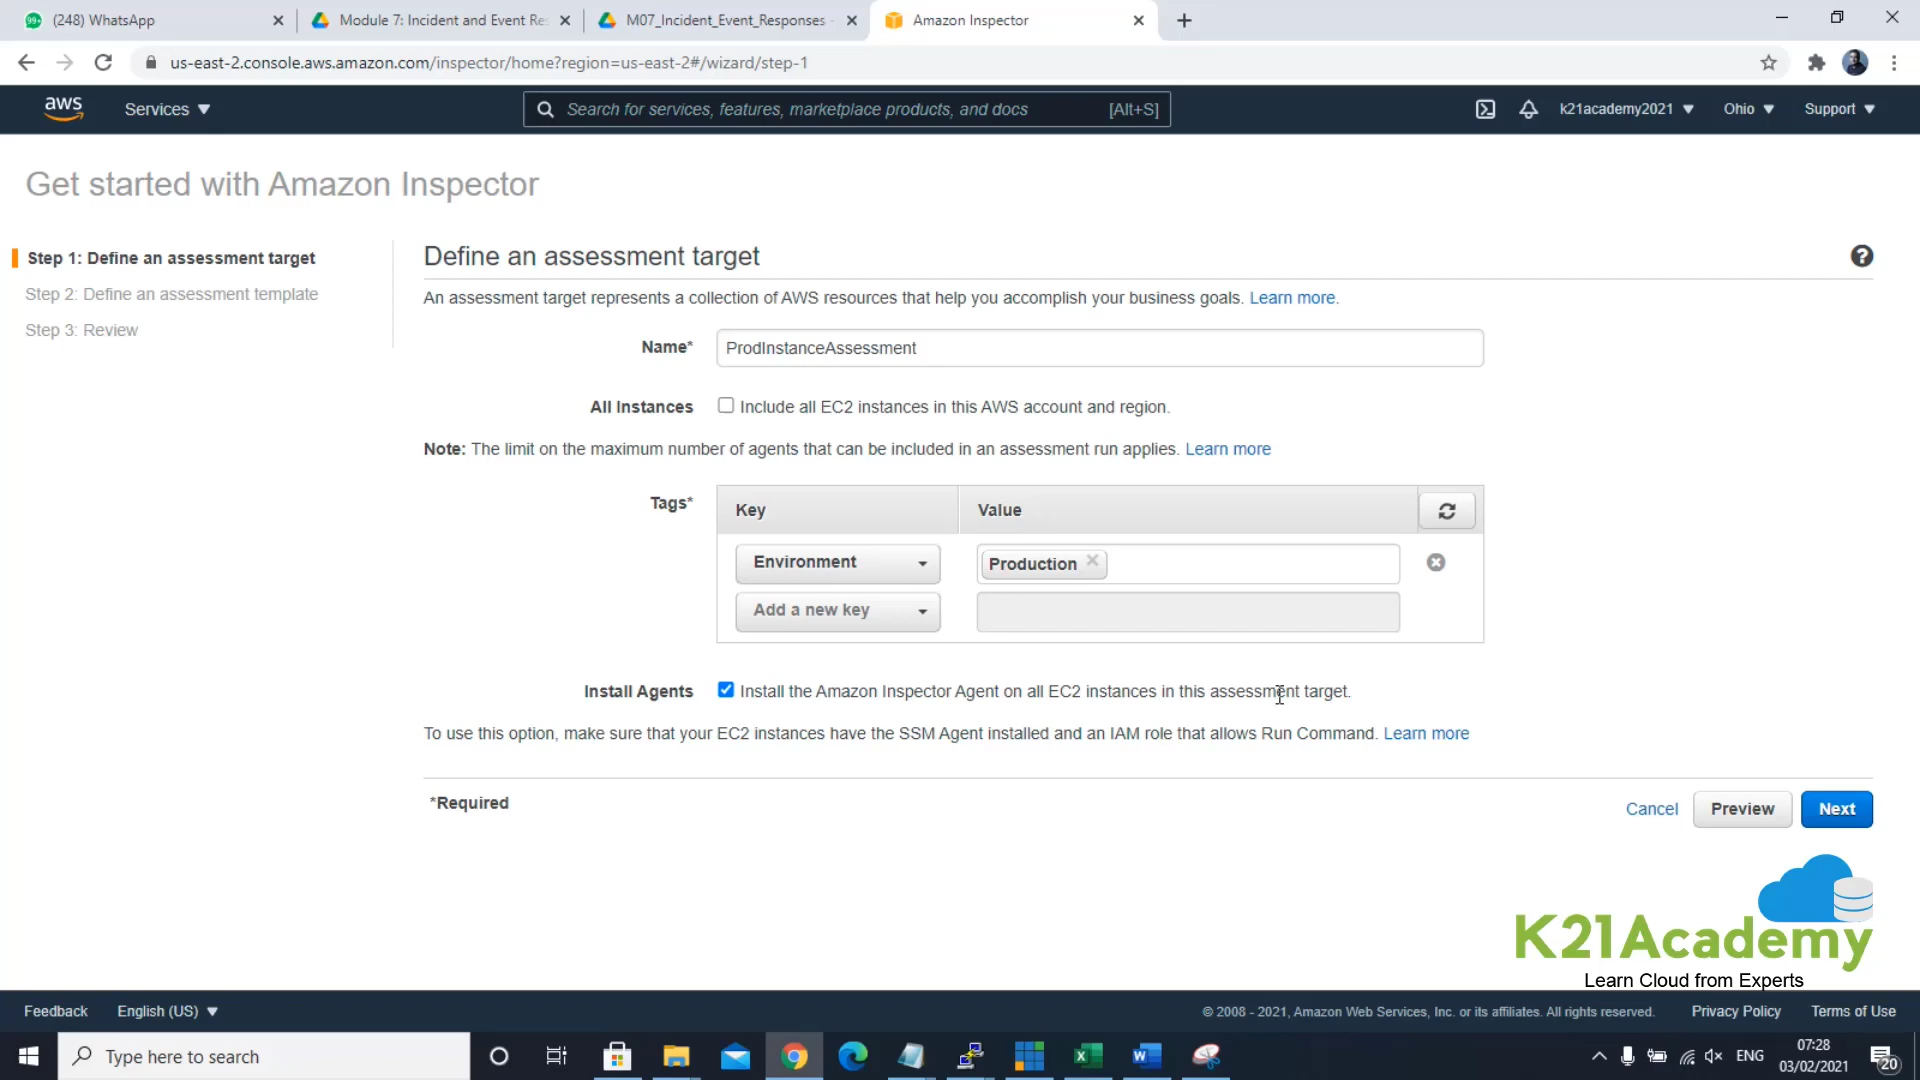 99+ (248) WhatsApp
Module 7: Incident and Event Re
M07_Incident_Event_Responses
Amazon Inspector
us-east-2.console.aws.amazon.com/inspector/home?region=us-east-2#/wizard/step-1
aws Services Search for services, features, marketplace products, and docs [Alt+S] k21academy2021 Ohio Support
Get started with Amazon Inspector
Step 1: Define an assessment target
Step 2: Define an assessment template
Step 3: Review
Define an assessment target
An assessment target represents a collection of AWS resources that help you accomplish your business goals. Learn more.
Name* ProdInstanceAssessment
All Instances Include all EC2 instances in this AWS account and region.
Note: The limit on the maximum number of agents that can be included in an assessment run applies. Learn more
Tags* Key Value
Environment Production
Add a new key
Install Agents Install the Amazon Inspector Agent on all EC2 instances in this assessment target.
To use this option, make sure that your EC2 instances have the SSM Agent installed and an IAM role that allows Run Command. Learn more
*Required
Cancel Preview Next
K21Academy
Learn Cloud from Experts
Feedback English (US) © 2008 - 2021, Amazon Web Services, Inc. or its affiliates. All rights reserved. Privacy Policy Terms of Use
Type here to search
ENG
07:28
03/02/2021
20